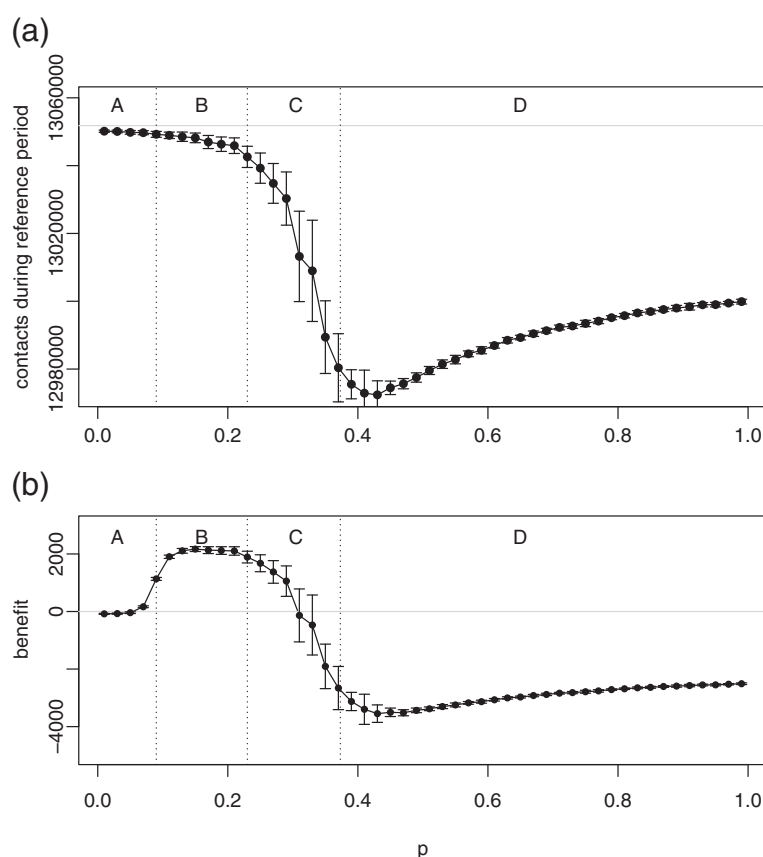 (a)
contacts during reference period
13060000
13020000
12980000
A B C D
0.0 0.2 0.4 0.6 0.8 1.0
(b)
benefit
2000
0
−4000
A B C D
0.0 0.2 0.4 0.6 0.8 1.0
p